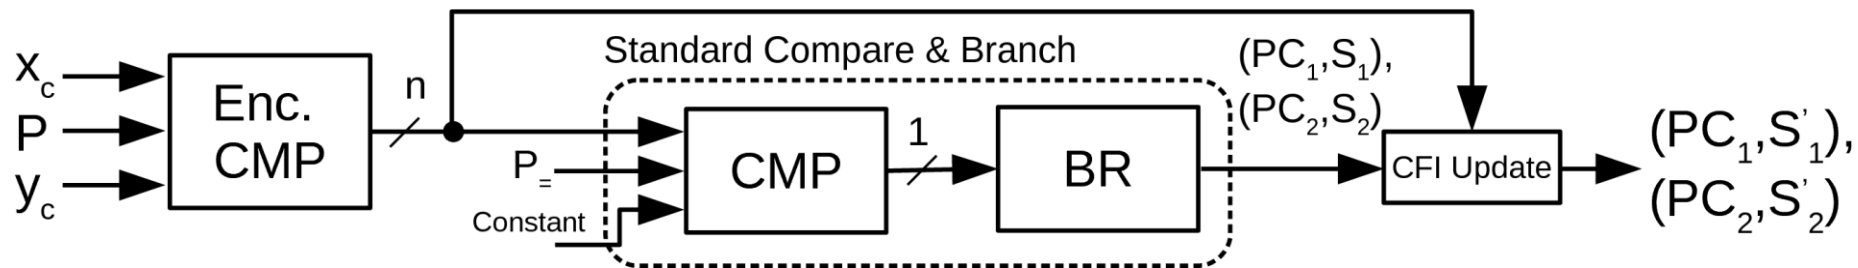 x_c
P
y_c
Enc.
CMP
n
Standard Compare & Branch
P_=
Constant
CMP
1
BR
(PC_1,S_1),
(PC_2,S_2)
CFI Update
(PC_1,S'_1),
(PC_2,S'_2)